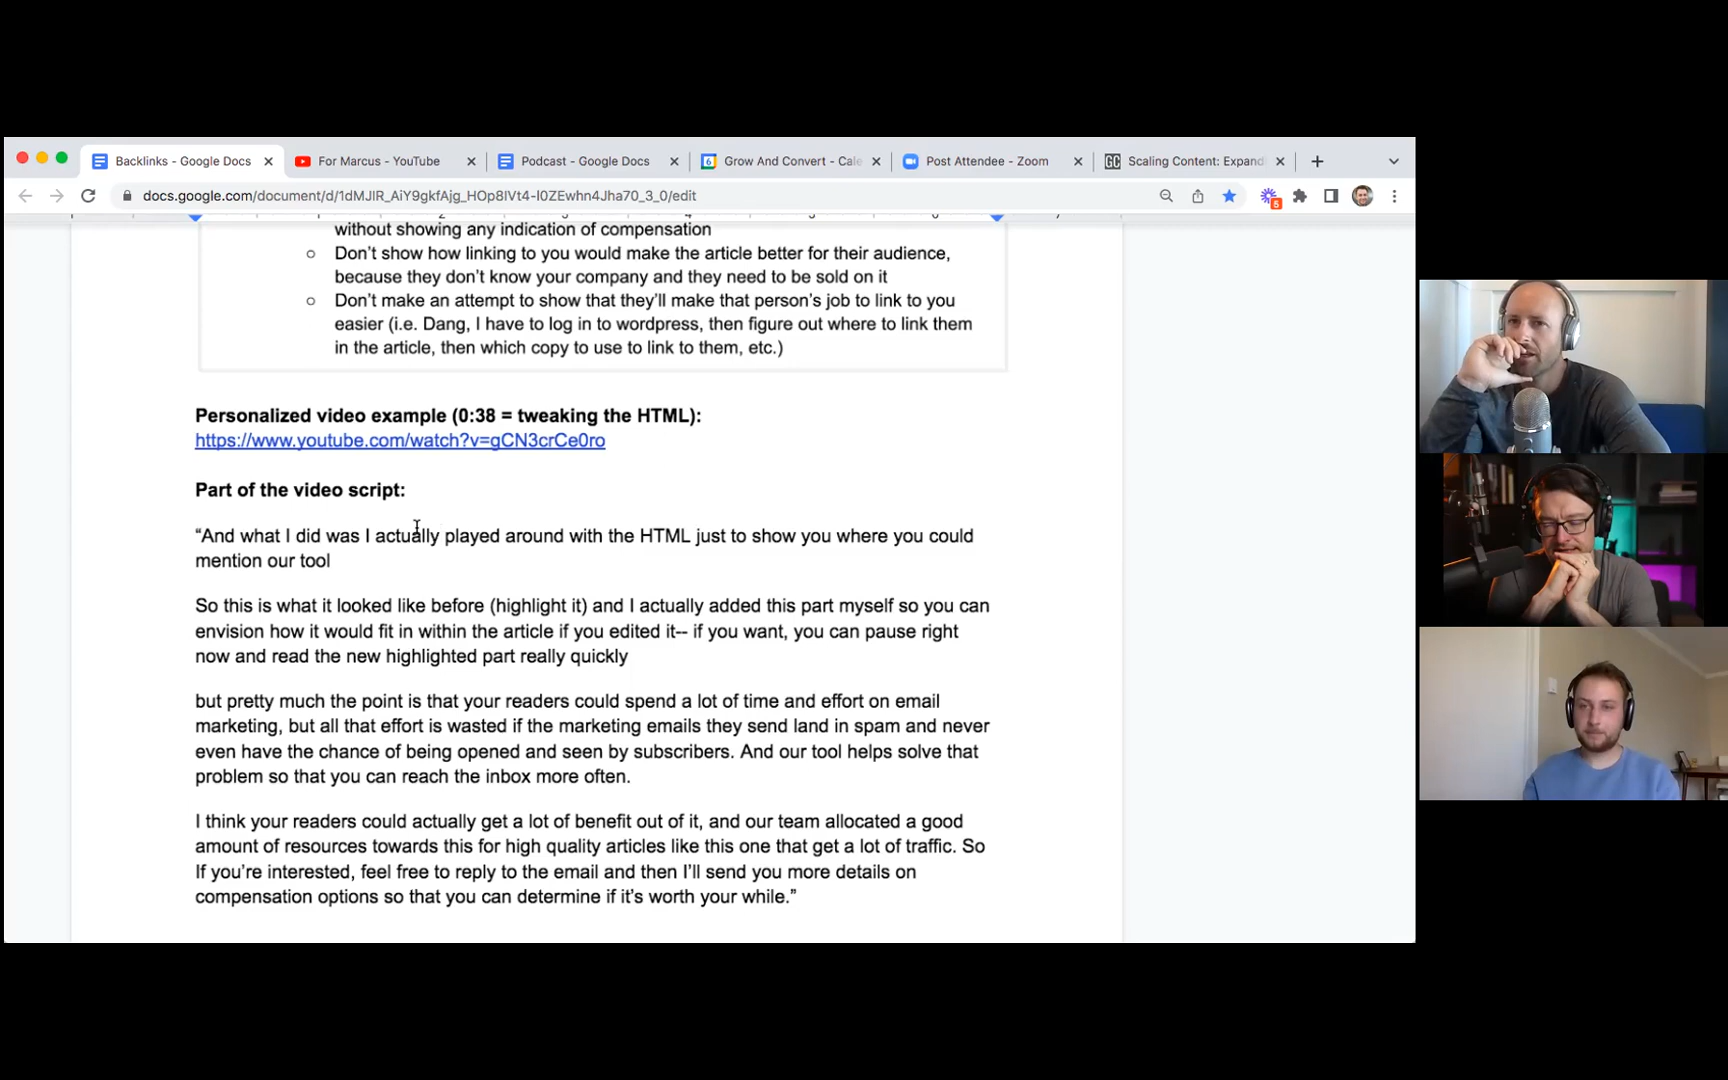 Backlinks - Google Docs
For Marcus - YouTube
Podcast - Google Docs
Grow And Convert - Cale
Post Attendee - Zoom
GC Scaling Content: Expand
docs.google.com/document/d/1dMJlR_AiY9gkfAjg_HOp8IVt4-I0ZEwhn4Jha70_3_0/edit
5
without showing any indication of compensation
Don't show how linking to you would make the article better for their audience,
because they don't know your company and they need to be sold on it
Don't make an attempt to show that they'll make that person's job to link to you
easier (i.e. Dang, I have to log in to wordpress, then figure out where to link them
in the article, then which copy to use to link to them, etc.)
Personalized video example (0:38 = tweaking the HTML):
https://www.youtube.com/watch?v=gCN3crCe0ro
Part of the video script:
“And what I did was I actually played around with the HTML just to show you where you could
mention our tool
So this is what it looked like before (highlight it) and I actually added this part myself so you can
envision how it would fit in within the article if you edited it-- if you want, you can pause right
now and read the new highlighted part really quickly
but pretty much the point is that your readers could spend a lot of time and effort on email
marketing, but all that effort is wasted if the marketing emails they send land in spam and never
even have the chance of being opened and seen by subscribers. And our tool helps solve that
problem so that you can reach the inbox more often.
I think your readers could actually get a lot of benefit out of it, and our team allocated a good
amount of resources towards this for high quality articles like this one that get a lot of traffic. So
If you're interested, feel free to reply to the email and then I'll send you more details on
compensation options so that you can determine if it's worth your while.”